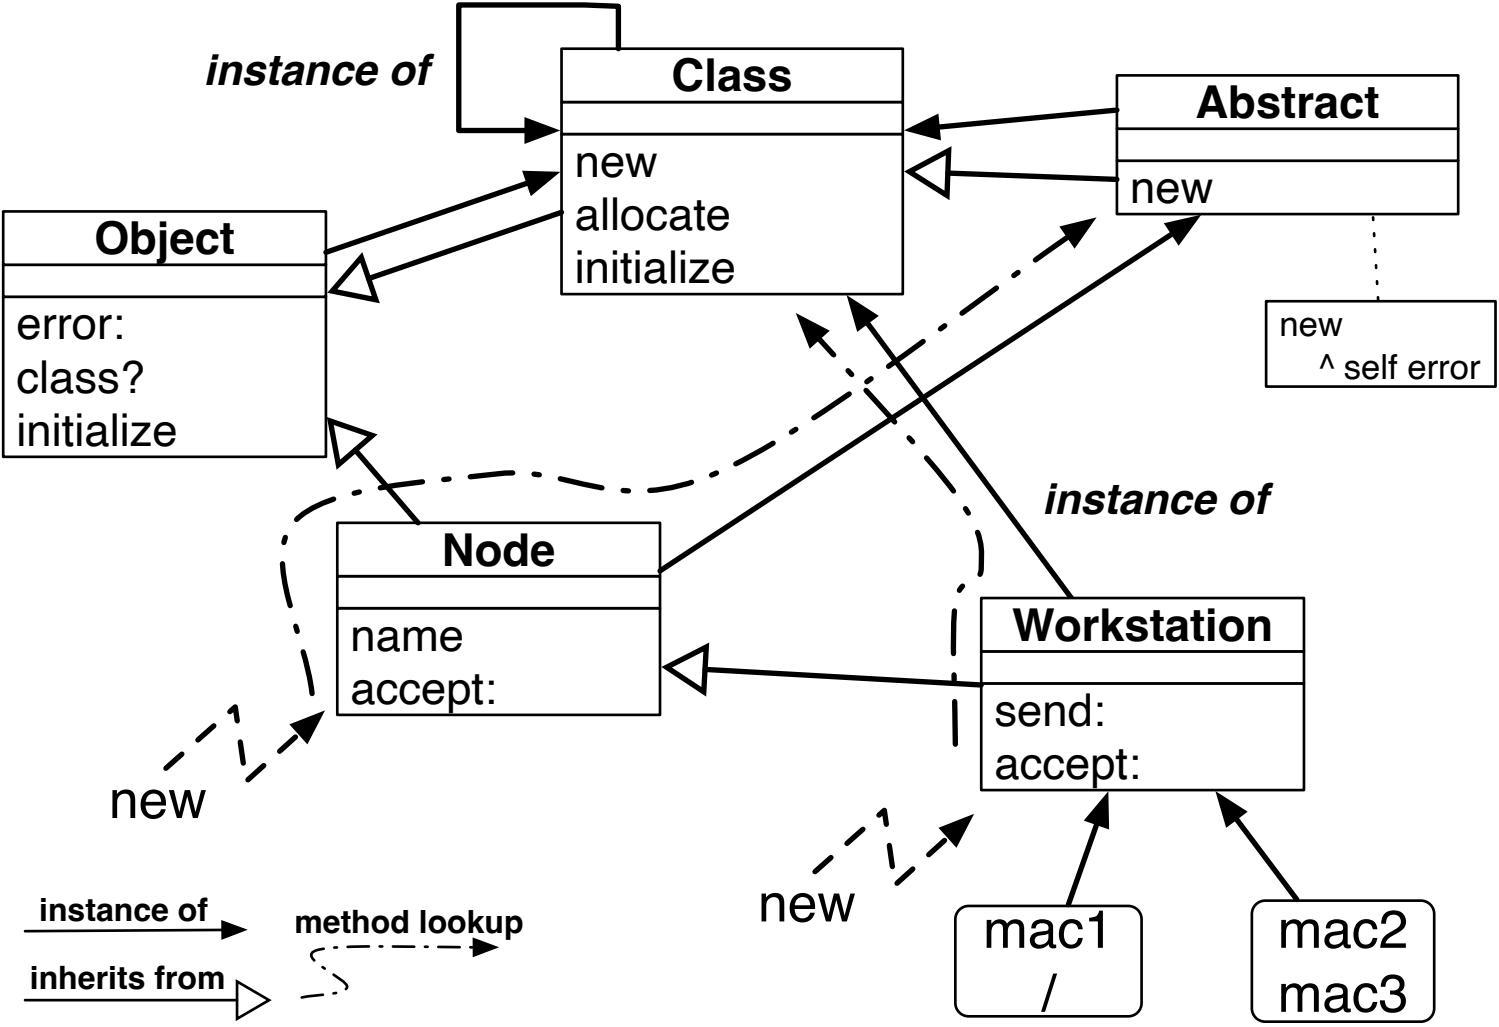 instance of
Class
new
allocate
initialize
Abstract
new
new
^ self error
Object
error:
class?
initialize
instance of
Node
name
accept:
Workstation
send:
accept:
new
new
mac1
/
mac2
mac3
instance of
inherits from
method lookup